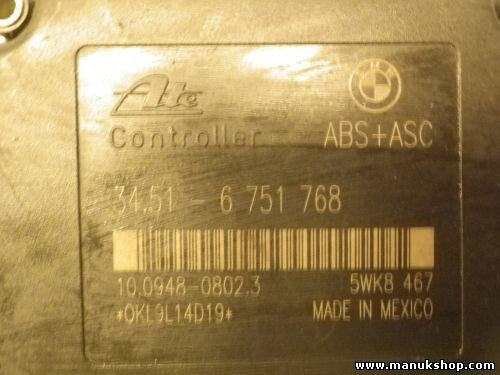 Ate
Controller ABS+ASC
34.51 - 6 751 768
10.0948-0802.3 5WK8 467
*OKL9L14D19* MADE IN MEXICO
www.manukshop.com